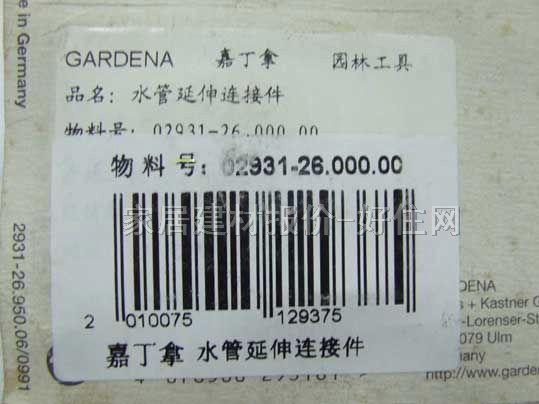 e in Germany
GARDENA 嘉丁拿 园林工具
品名: 水管延伸连接件
物料号: 02931-26.000.00
物料号: 02931-26.000.00
家居建材报价-好住网
2 010075 129375
嘉丁拿 水管延伸连接件
2931-26.950.06/0991
DENA
s + Kastner G
-Lorenser-St
079 Ulm
many
http://www.garde